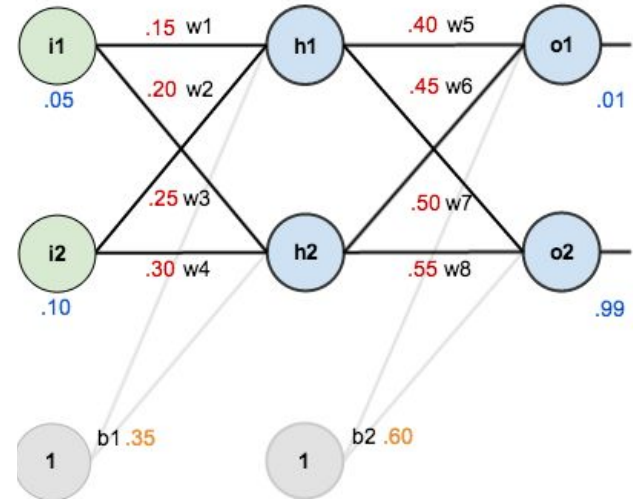 .15 w1
.40 w5
i1
h1
o1
.20 w2
.45 w6
.05
.01
.25 w3
.50 w7
i2
h2
o2
.30 w4
.55 w8
.10
.99
b1 .35
b2 .60
1
1